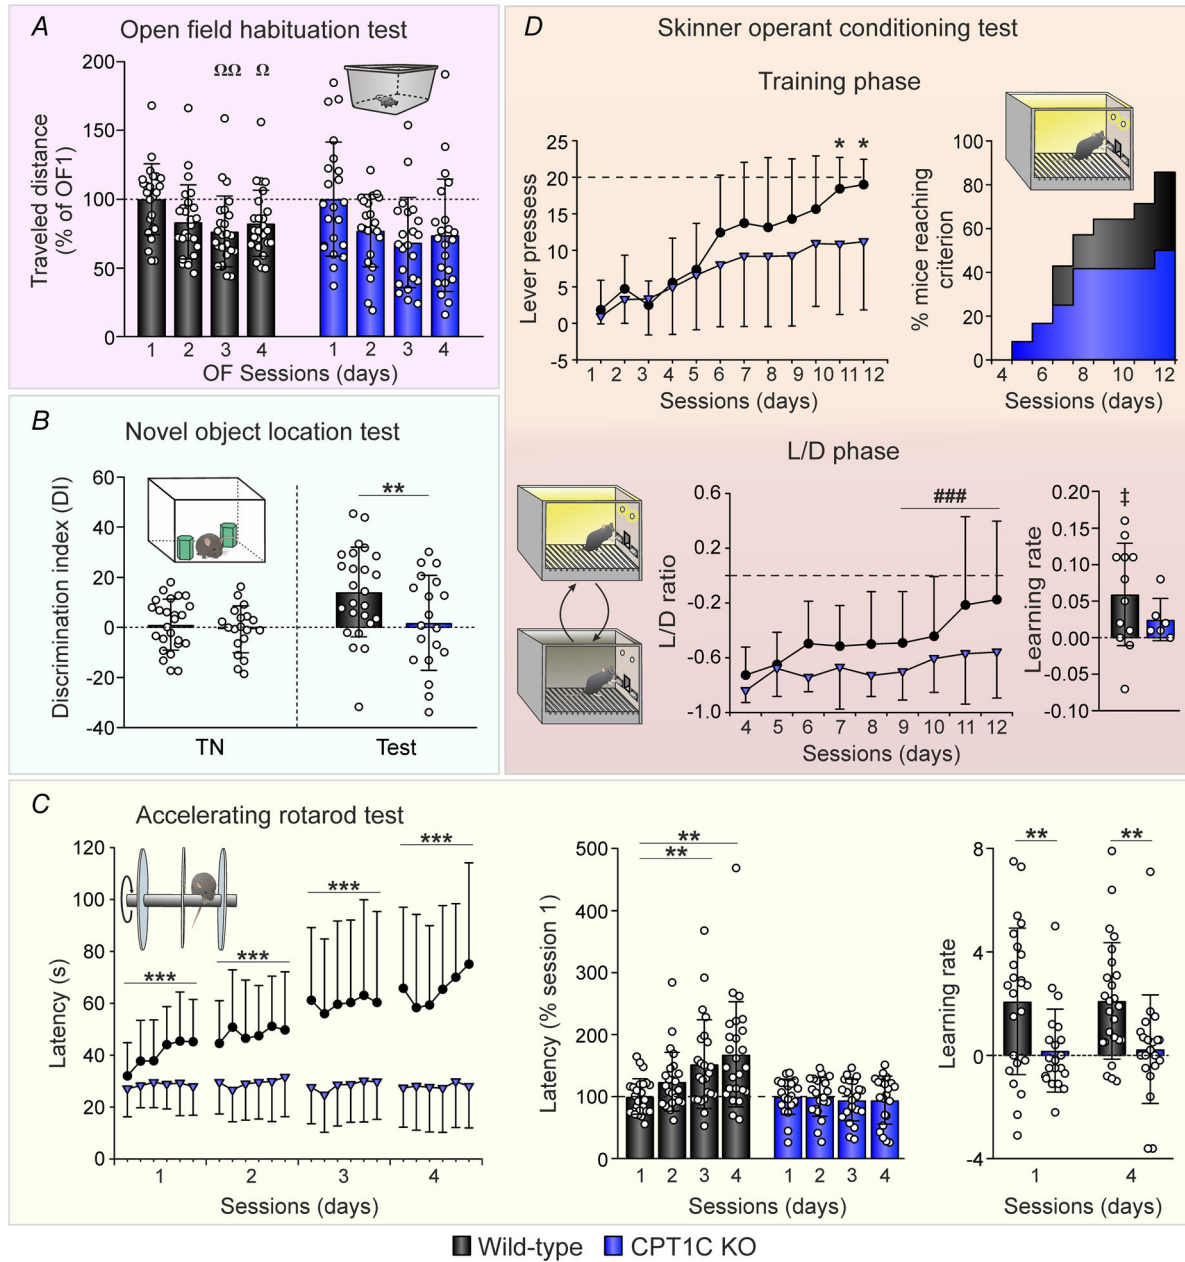 A
Open field habituation test
Traveled distance
(% of OF1)
200
150
100
50
0
ΩΩ Ω
1 2 3 4 1 2 3 4
OF Sessions (days)
B
Novel object location test
Discrimination index (DI)
60
40
20
0
-20
-40
**
TN Test
D
Skinner operant conditioning test
Training phase
Lever pressess
25
20
15
10
5
0
-5
* *
1 2 3 4 5 6 7 8 9 10 11 12
Sessions (days)
% mice reaching
criterion
100
80
60
40
20
0
4 6 8 10 12
Sessions (days)
L/D phase
L/D ratio
0.6
0.2
-0.2
-0.6
-1.0
###
4 5 6 7 8 9 10 11 12
Sessions (days)
Learning rate
0.20
0.15
0.10
0.05
0.00
-0.05
-0.10
‡
C
Accelerating rotarod test
Latency (s)
120
100
80
60
40
20
0
*** *** *** ***
1 2 3 4
Sessions (days)
Latency (% session 1)
500
400
300
200
100
0
**
**
1 2 3 4 1 2 3 4
Sessions (days)
Learning rate
8
4
0
-4
** **
1 4
Sessions (days)
Wild-type CPT1C KO